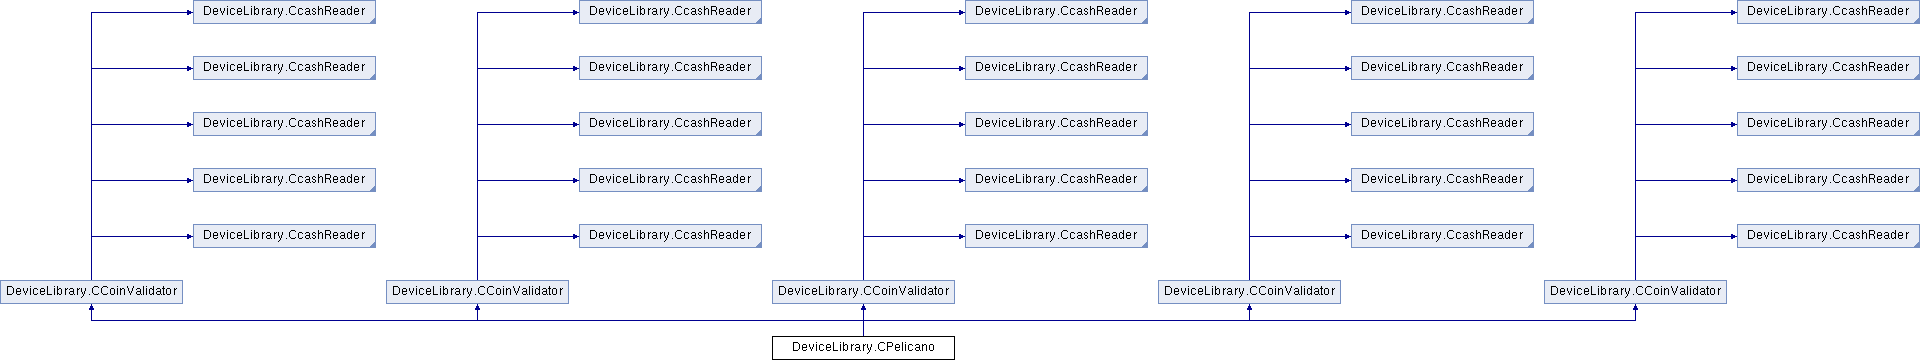 DeviceLibrary.CcashReader DeviceLibrary.CcashReader DeviceLibrary.CcashReader DeviceLibrary.CcashReader DeviceLibrary.CcashReader
DeviceLibrary.CcashReader DeviceLibrary.CcashReader DeviceLibrary.CcashReader DeviceLibrary.CcashReader DeviceLibrary.CcashReader
DeviceLibrary.CcashReader DeviceLibrary.CcashReader DeviceLibrary.CcashReader DeviceLibrary.CcashReader DeviceLibrary.CcashReader
DeviceLibrary.CcashReader DeviceLibrary.CcashReader DeviceLibrary.CcashReader DeviceLibrary.CcashReader DeviceLibrary.CcashReader
DeviceLibrary.CcashReader DeviceLibrary.CcashReader DeviceLibrary.CcashReader DeviceLibrary.CcashReader DeviceLibrary.CcashReader
DeviceLibrary.CCoinValidator DeviceLibrary.CCoinValidator DeviceLibrary.CCoinValidator DeviceLibrary.CCoinValidator DeviceLibrary.CCoinValidator
DeviceLibrary.CPelicano